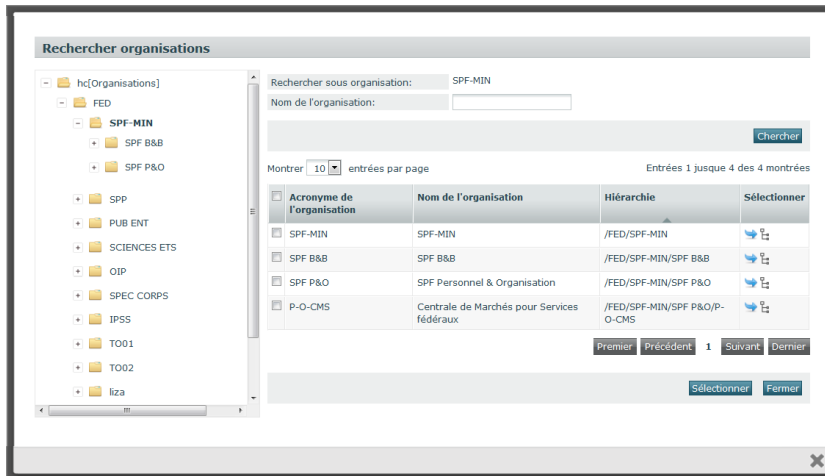 Rechercher organisations
hc[Organisations]
FED
SPF-MIN
SPF B&B
SPF P&O
SPP
PUB ENT
SCIENCES ETS
OIP
SPEC CORPS
IPSS
TO01
TO02
liza
Rechercher sous organisation: SPF-MIN
Nom de l'organisation:
Chercher
Montrer 10 entrées par page Entrées 1 jusque 4 des 4 montrées
Acronyme de Nom de l'organisation Hiérarchie Sélectionner
l'organisation
SPF-MIN SPF-MIN /FED/SPF-MIN
SPF B&B SPF B&B /FED/SPF-MIN/SPF B&B
SPF P&O SPF Personnel & Organisation /FED/SPF-MIN/SPF P&O
P-O-CMS Centrale de Marchés pour Services /FED/SPF-MIN/SPF P&O/P-
fédéraux O-CMS
Premier Précédent 1 Suivant Dernier
Sélectionner Fermer